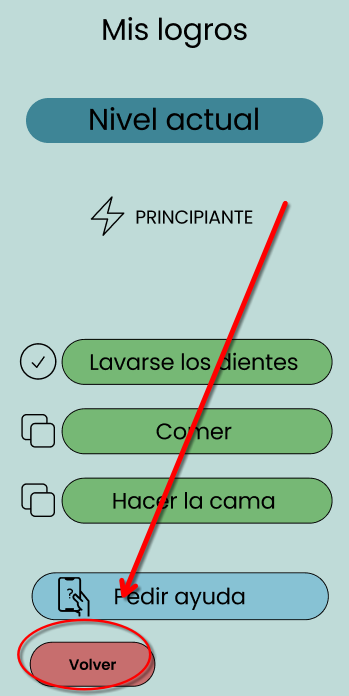 Mis logros
Nivel actual
PRINCIPIANTE
Lavarse los dientes
Comer
Hacer la cama
?
Pedir ayuda
Volver